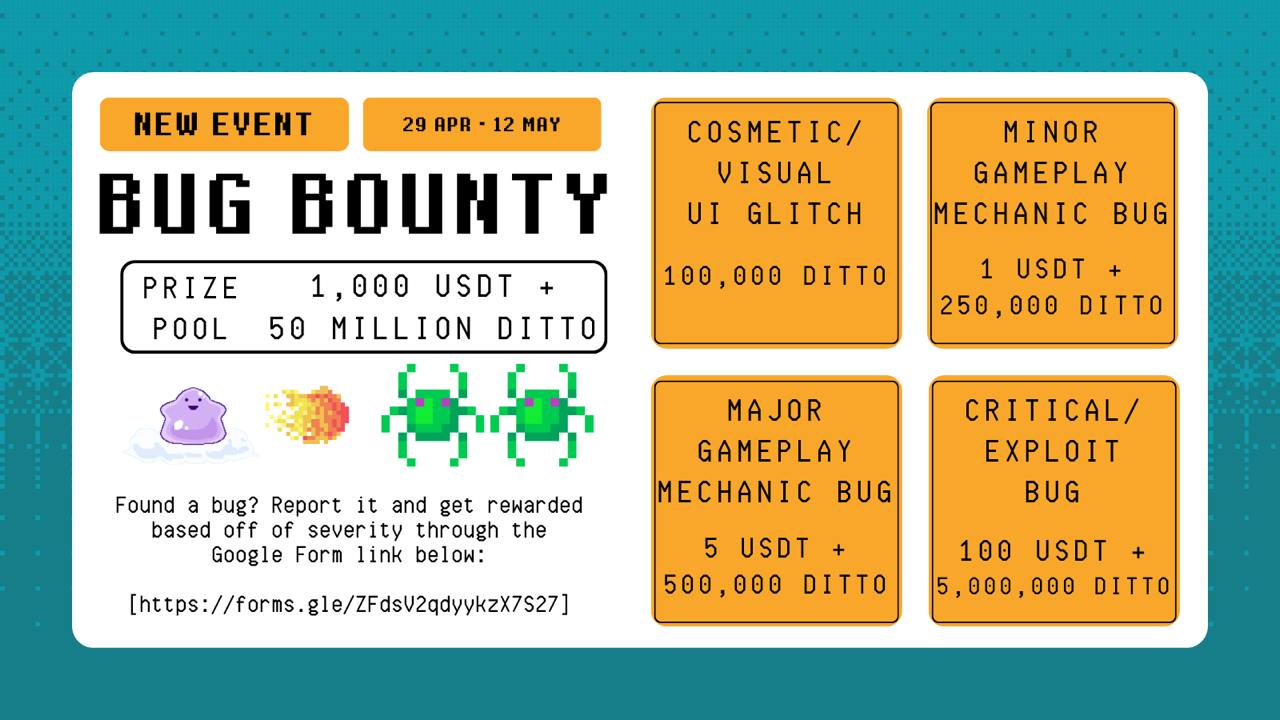 NEW EVENT
29 APR - 12 MAY
BUG BOUNTY
PRIZE 1,000 USDT +
POOL 50 MILLION DITTO
Found a bug? Report it and get rewarded
based off of severity through the
Google Form link below:
[https://forms.gle/ZFdsV2qdyykzX7S27]
COSMETIC/
VISUAL
UI GLITCH
100,000 DITTO
MINOR
GAMEPLAY
MECHANIC BUG
1 USDT +
250,000 DITTO
MAJOR
GAMEPLAY
MECHANIC BUG
5 USDT +
500,000 DITTO
CRITICAL/
EXPLOIT
BUG
100 USDT +
5,000,000 DITTO